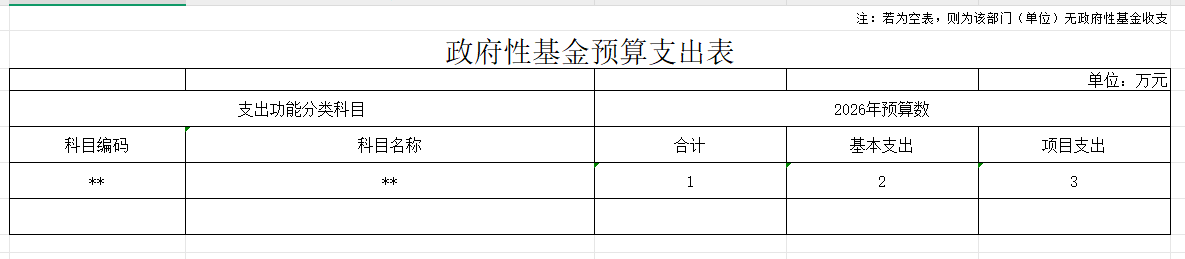 注：若为空表，则为该部门（单位）无政府性基金收支
政府性基金预算支出表
单位：万元
支出功能分类科目 2026年预算数
科目编码 科目名称 合计 基本支出 项目支出
** ** 1 2 3